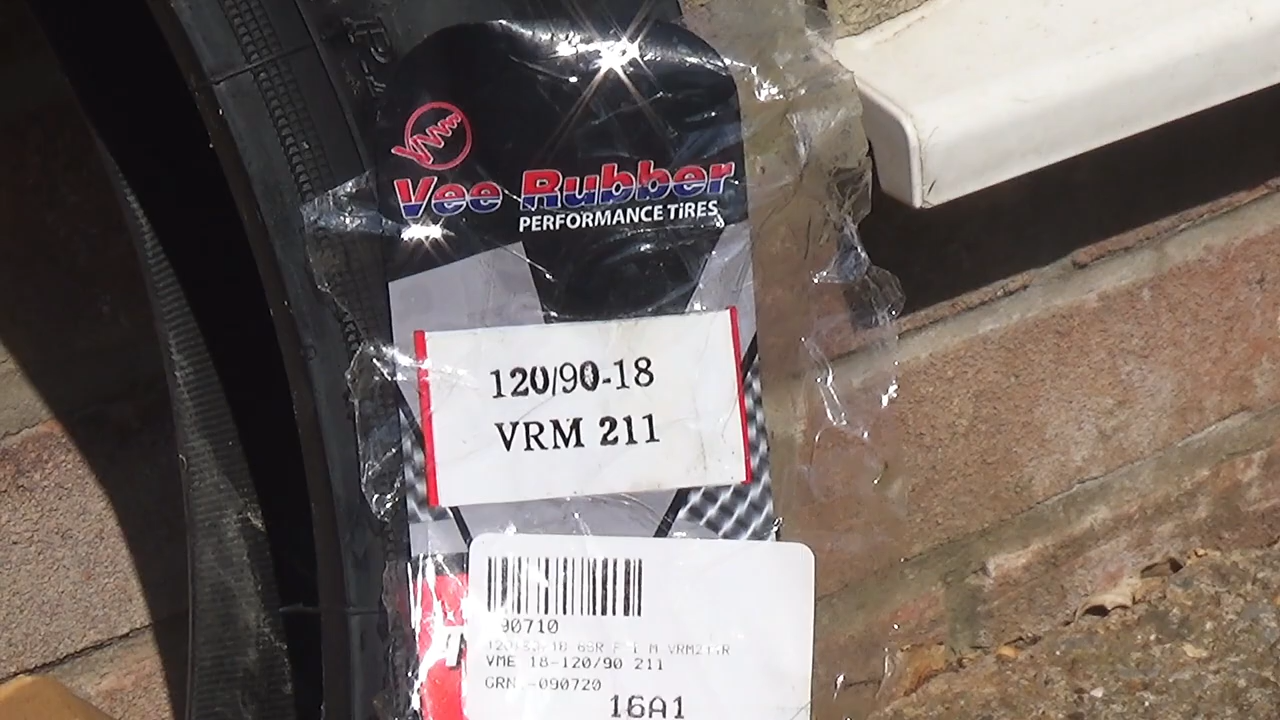 Vee Rubber
PERFORMANCE TiRES
120/90-18
VRM 211
90710
VME 18-120/90 211
GRN -090720
16A1